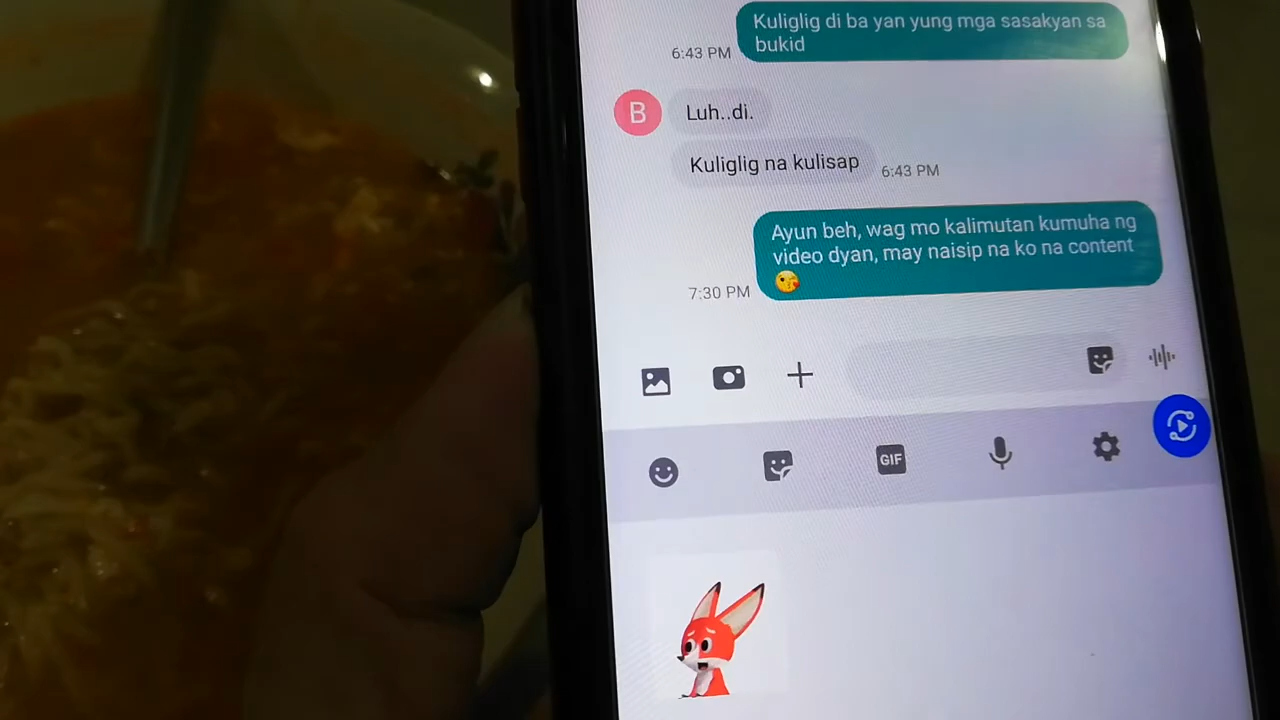 Kuliglig di ba yan yung mga sasakyan sa
bukid
6:43 PM
B
Luh..di.
Kuliglig na kulisap
6:43 PM
Ayun beh, wag mo kalimutan kumuha ng
video dyan, may naisip na ko na content
😘
7:30 PM
GIF